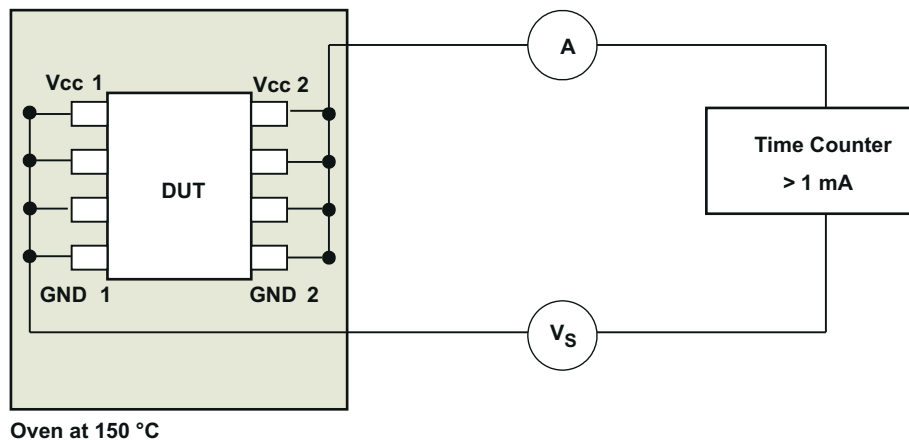 A
Vcc 1
Vcc 2
Time Counter
> 1 mA
DUT
GND 1
GND 2
VS
Oven at 150 °C